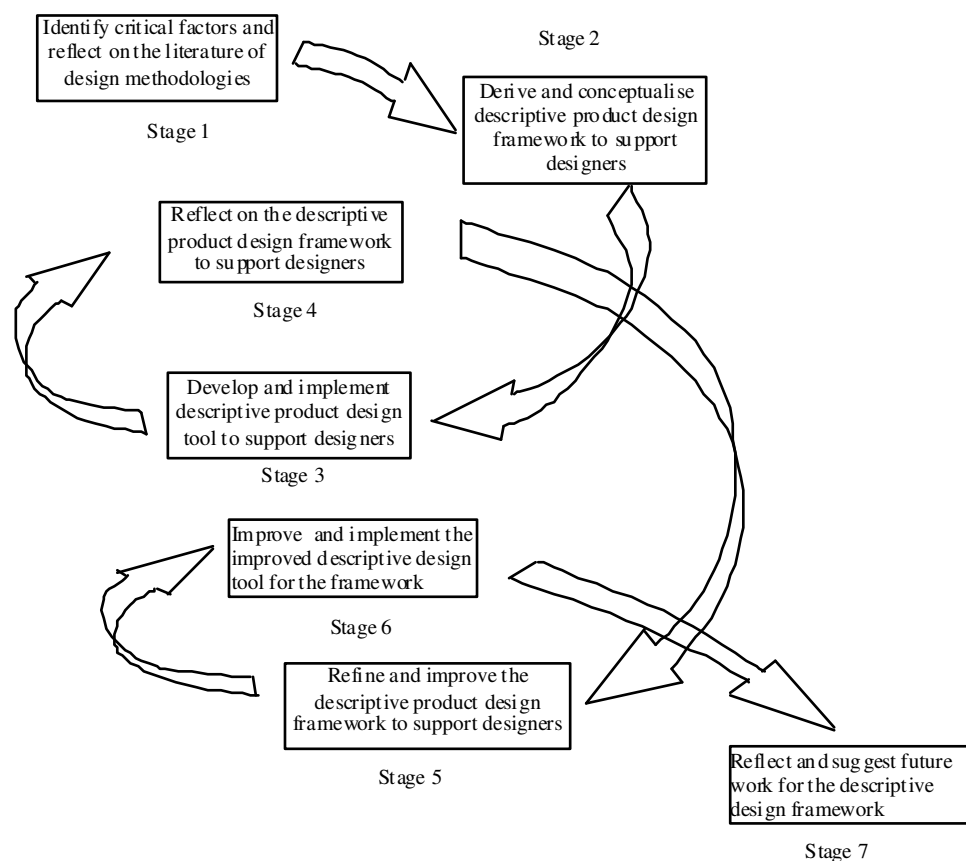 Identify critical factors and
reflect on the literature of
design methodologies
Stage 1
Stage 2
Derive and conceptualise
descriptive product design
framework to support
designers
Reflect on the descriptive
product design framework
to support designers
Stage 4
Develop and implement
descriptive product design
tool to support designers
Stage 3
Improve and implement the
improved descriptive design
tool for the framework
Stage 6
Refine and improve the
descriptive product design
framework to support designers
Stage 5
Reflect and suggest future
work for the descriptive
design framework
Stage 7